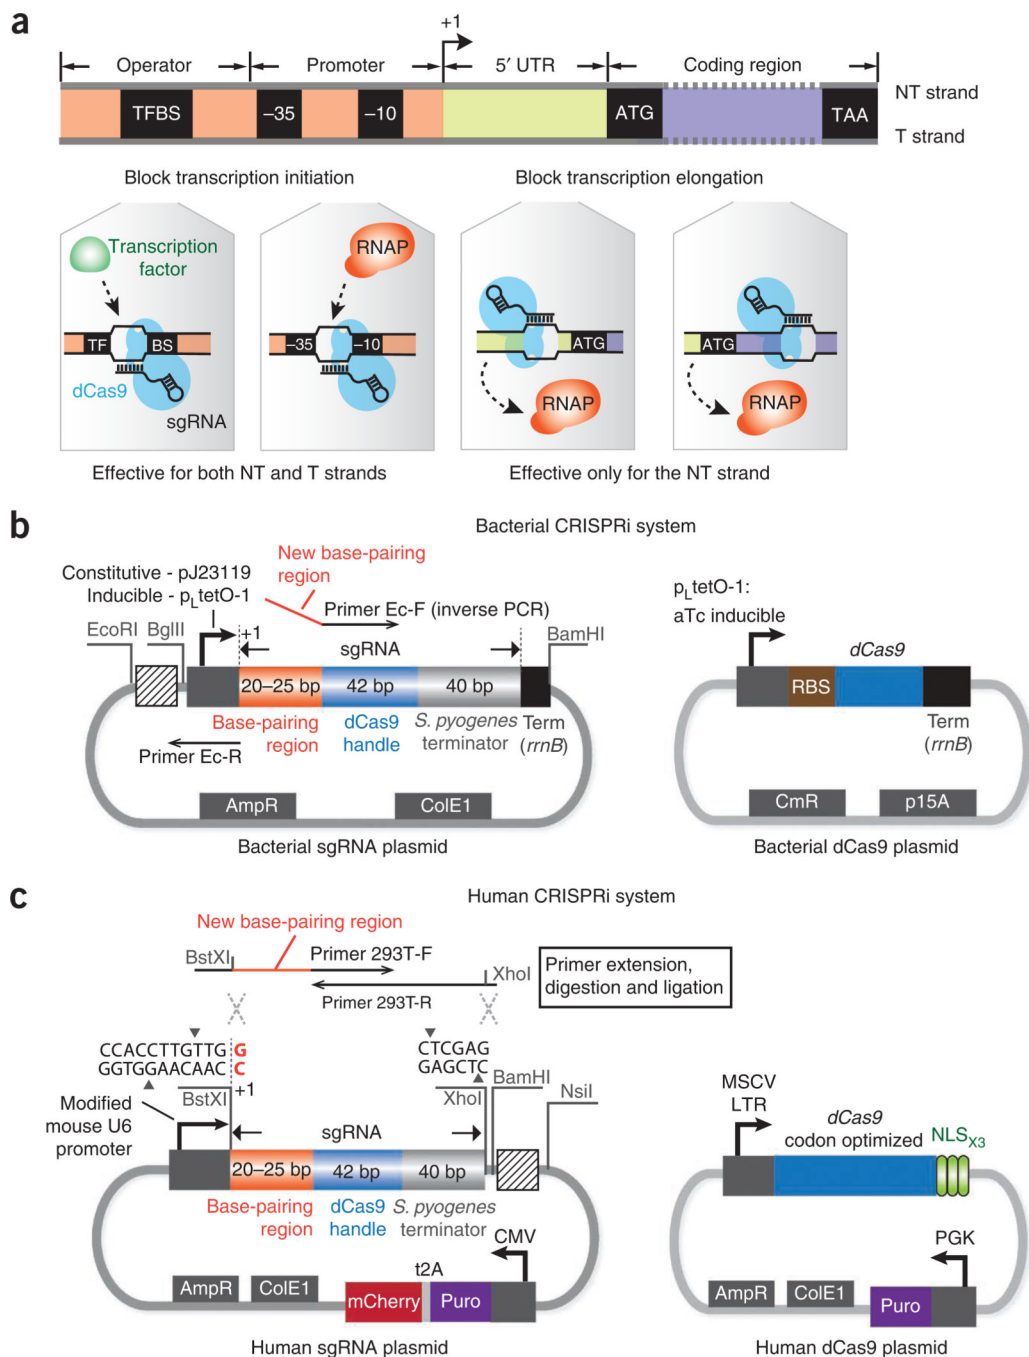 a
+1
Operator
Promoter
5′ UTR
Coding region
TFBS
–35
–10
ATG
TAA
NT strand
T strand
Block transcription initiation
Block transcription elongation
Transcription
factor
TF
BS
dCas9
sgRNA
RNAP
–35
–10
ATG
RNAP
ATG
RNAP
Effective for both NT and T strands
Effective only for the NT strand
b
Bacterial CRISPRi system
New base-pairing
region
Constitutive - pJ23119
Inducible - pLtetO-1
Primer Ec-F (inverse PCR)
EcoRI
BglII
+1
sgRNA
BamHI
20–25 bp
42 bp
40 bp
Base-pairing
region
dCas9
handle
S. pyogenes
terminator
Term
(rrnB)
Primer Ec-R
AmpR
ColE1
Bacterial sgRNA plasmid
pLtetO-1:
aTc inducible
dCas9
RBS
Term
(rrnB)
CmR
p15A
Bacterial dCas9 plasmid
c
Human CRISPRi system
New base-pairing region
BstXI
Primer 293T-F
XhoI
Primer 293T-R
Primer extension,
digestion and ligation
CCACCTTGTTG G
GGTGGAACAAC C
CTCGAG
GAGCTC
BstXI
+1
XhoI
BamHI
NsiI
Modified
mouse U6
promoter
sgRNA
20–25 bp
42 bp
40 bp
Base-pairing
region
dCas9
handle
S. pyogenes
terminator
CMV
t2A
AmpR
ColE1
mCherry
Puro
Human sgRNA plasmid
MSCV
LTR
dCas9
codon optimized
NLSX3
PGK
AmpR
ColE1
Puro
Human dCas9 plasmid